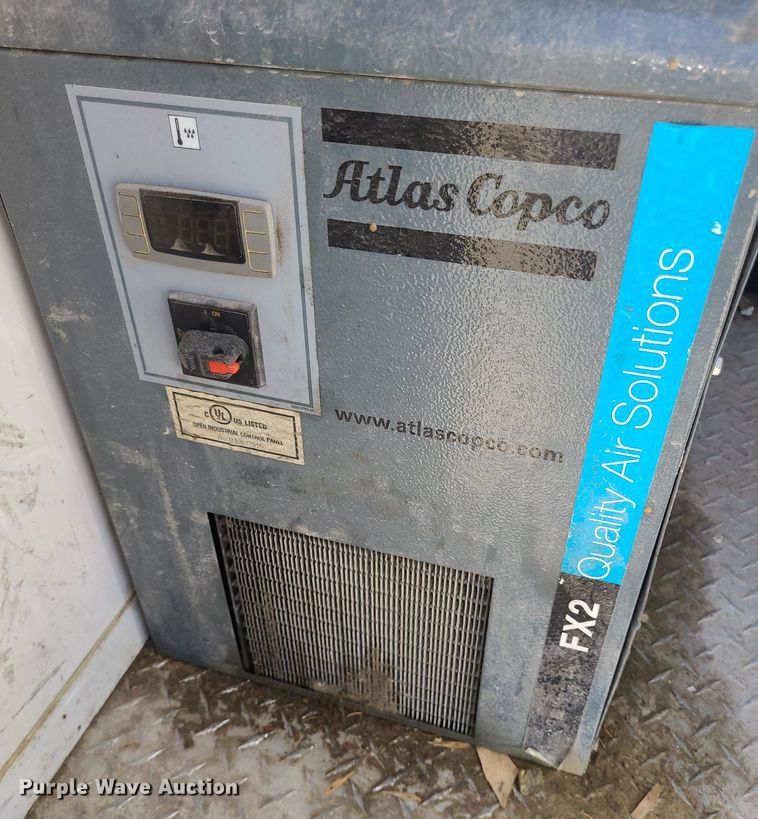 Atlas Copco
I ON
c UL US LISTED
OPEN INDUSTRIAL CONTROL PANEL
www.atlascopco.com
FX2 Quality Air Solutions
Purple Wave Auction